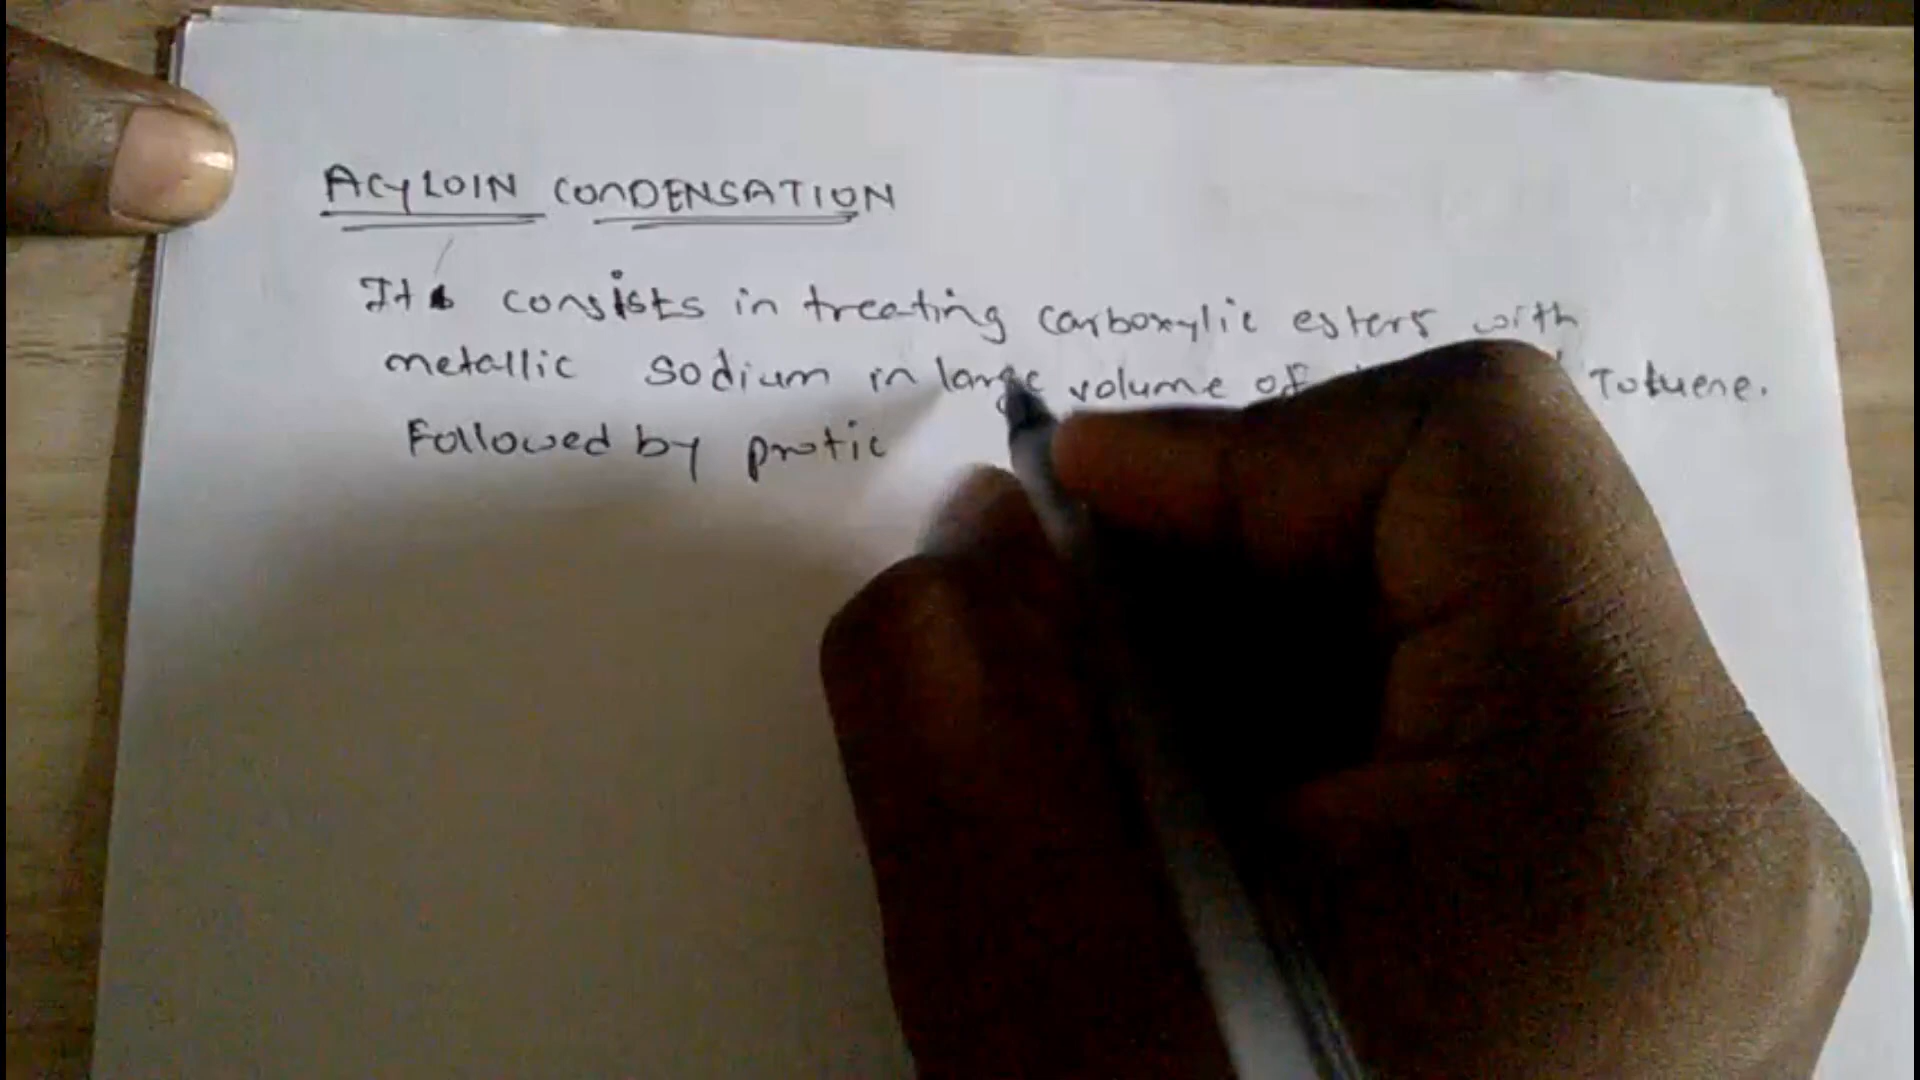 ACYLOIN CONDENSATION
It consists in treating carboxylic esters with
metallic sodium in large volume of Toluene.
Followed by protic